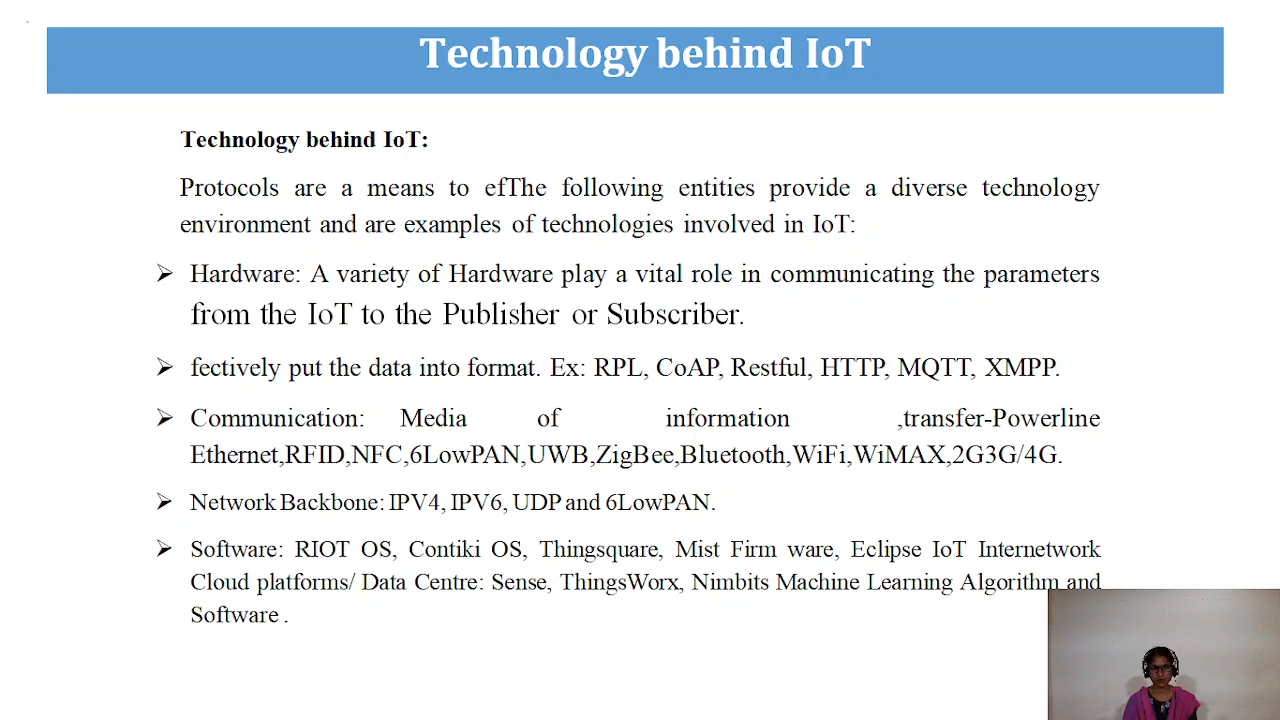 Technology behind IoT
Technology behind IoT:
Protocols are a means to efThe following entities provide a diverse technology
environment and are examples of technologies involved in IoT:
➢ Hardware: A variety of Hardware play a vital role in communicating the parameters
from the IoT to the Publisher or Subscriber.
➢ fectively put the data into format. Ex: RPL, CoAP, Restful, HTTP, MQTT, XMPP.
➢ Communication: Media of information ,transfer-Powerline
Ethernet,RFID,NFC,6LowPAN,UWB,ZigBee,Bluetooth,WiFi,WiMAX,2G3G/4G.
➢ Network Backbone: IPV4, IPV6, UDP and 6LowPAN.
➢ Software: RIOT OS, Contiki OS, Thingsquare, Mist Firm ware, Eclipse IoT Internetwork
Cloud platforms/ Data Centre: Sense, ThingsWorx, Nimbits Machine Learning Algorithm and
Software .